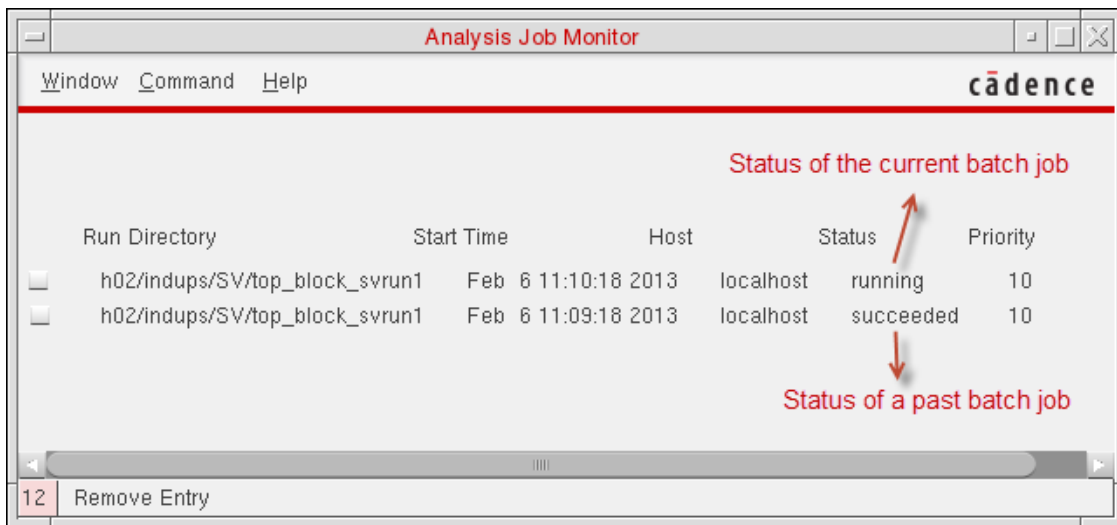 Analysis Job Monitor
Window Command Help
cādence
Status of the current batch job
Run Directory Start Time Host Status Priority
h02/indups/SV/top_block_svrun1 Feb 6 11:10:18 2013 localhost running 10
h02/indups/SV/top_block_svrun1 Feb 6 11:09:18 2013 localhost succeeded 10
Status of a past batch job
12 Remove Entry